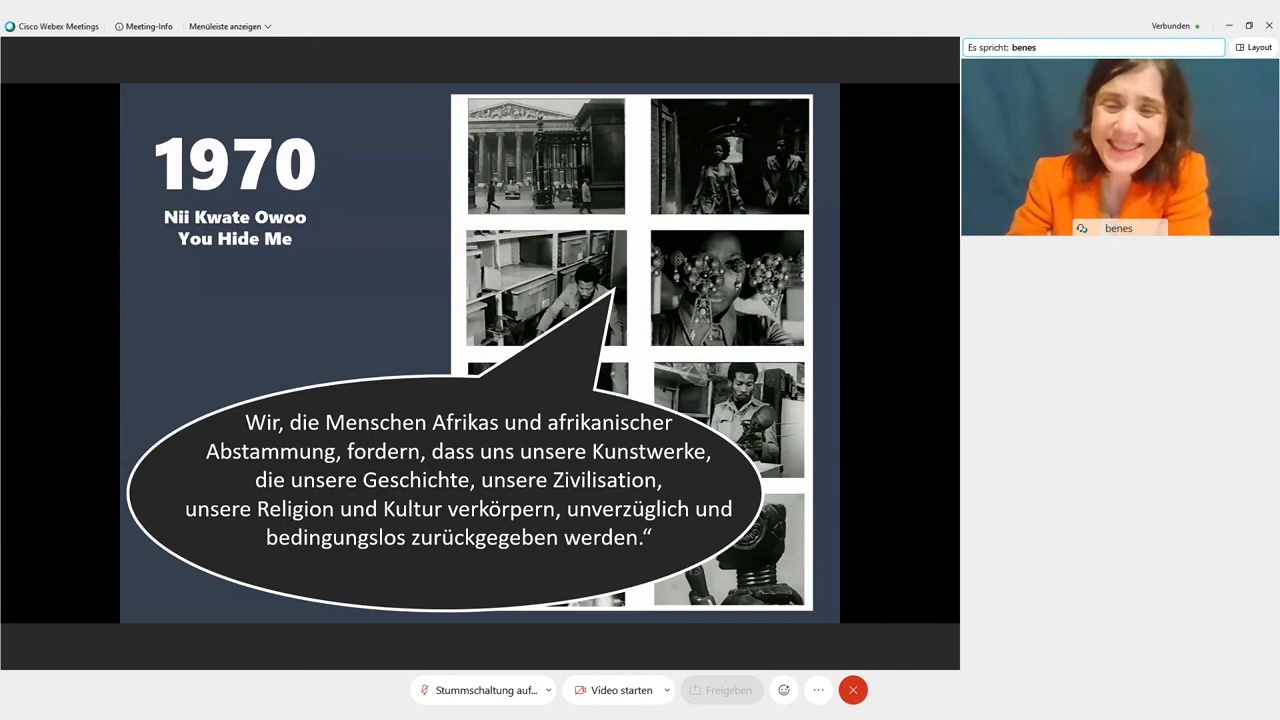 Cisco Webex Meetings
Meeting-Info
Menüleiste anzeigen
Verbunden
Es spricht: benes
Layout
1970
Nii Kwate Owoo
You Hide Me
benes
Wir, die Menschen Afrikas und afrikanischer
Abstammung, fordern, dass uns unsere Kunstwerke,
die unsere Geschichte, unsere Zivilisation,
unsere Religion und Kultur verkörpern, unverzüglich und
bedingungslos zurückgegeben werden.“
Stummschaltung auf...
Video starten
Freigeben